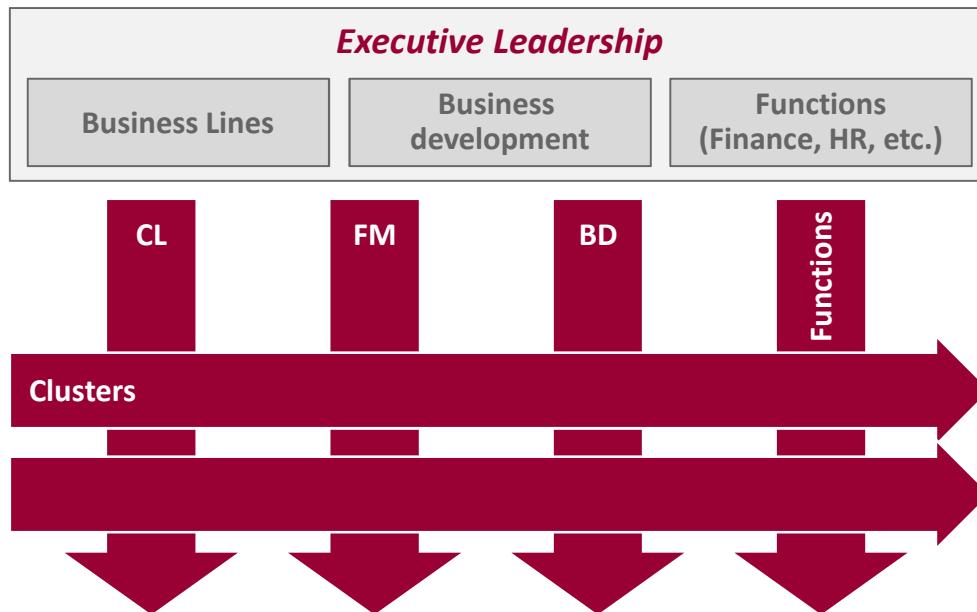 Executive Leadership
Business Lines
Business
development
Functions
(Finance, HR, etc.)
CL
FM
BD
Functions
Clusters